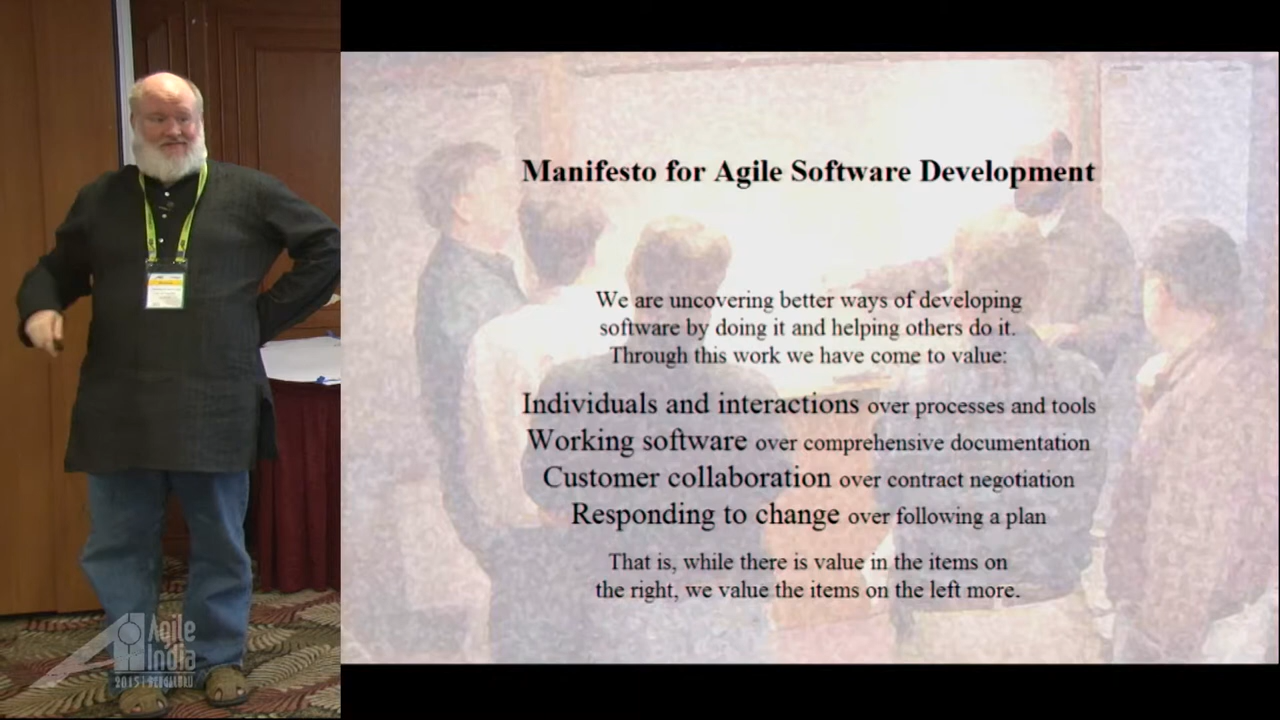 Manifesto for Agile Software Development
We are uncovering better ways of developing
software by doing it and helping others do it.
Through this work we have come to value:
Individuals and interactions over processes and tools
Working software over comprehensive documentation
Customer collaboration over contract negotiation
Responding to change over following a plan
That is, while there is value in the items on
the right, we value the items on the left more.
Agile
India
2015 | BENGALURU